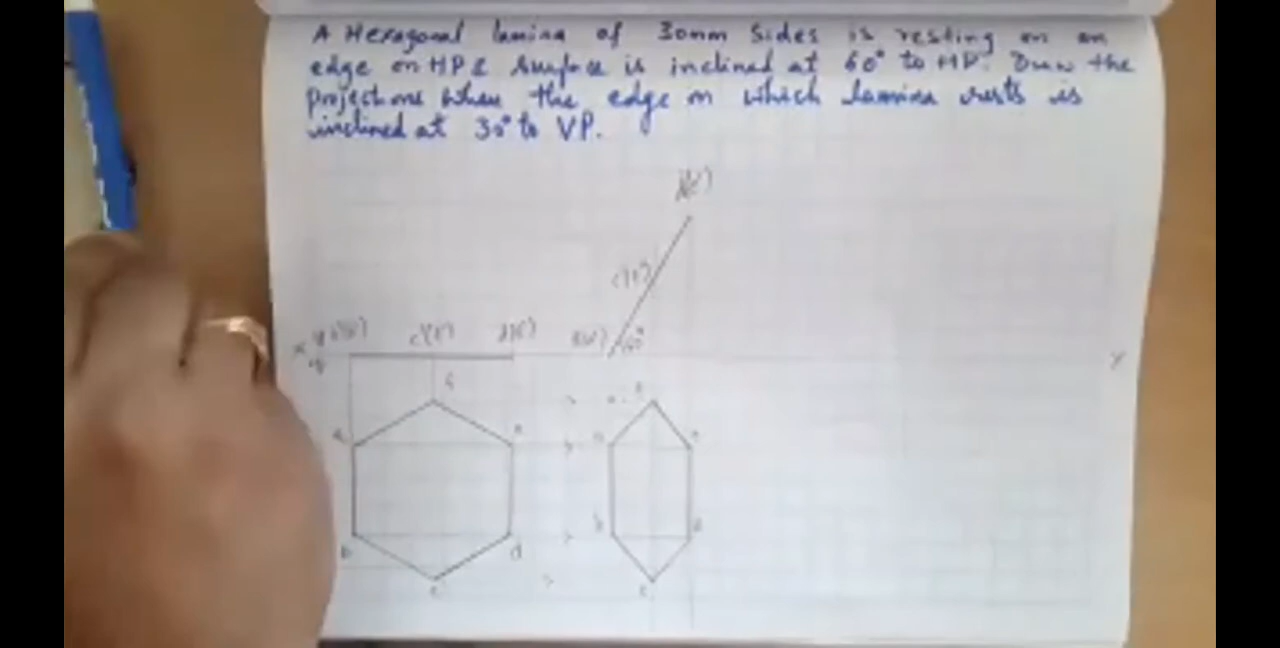 A Hexagonal lamina of 30mm Sides is resting on an
edge on HP & Surface is inclined at 60° to HP. Draw the
projections when the edge on which lamina rests is
inclined at 30° to VP.
60°
a
b
c
d
b
c